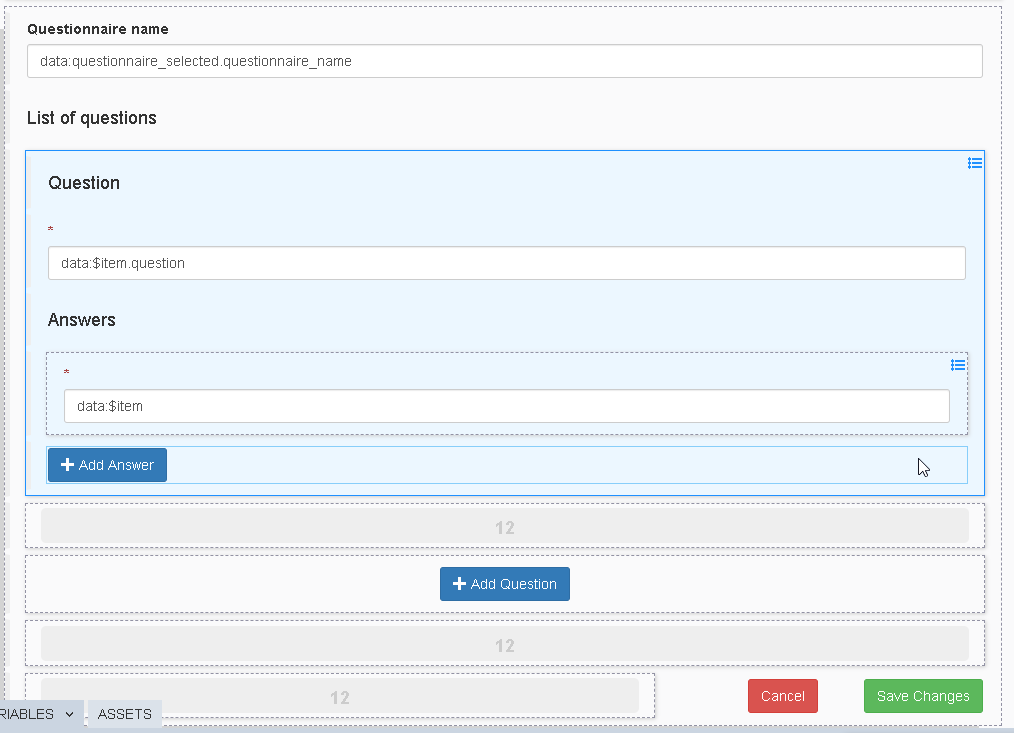 Questionnaire name
data:questionnaire_selected.questionnaire_name
List of questions
Question
*
data:$item.question
Answers
*
data:$item
Add Answer
12
Add Question
12
12
Cancel
Save Changes
RIABLES
ASSETS